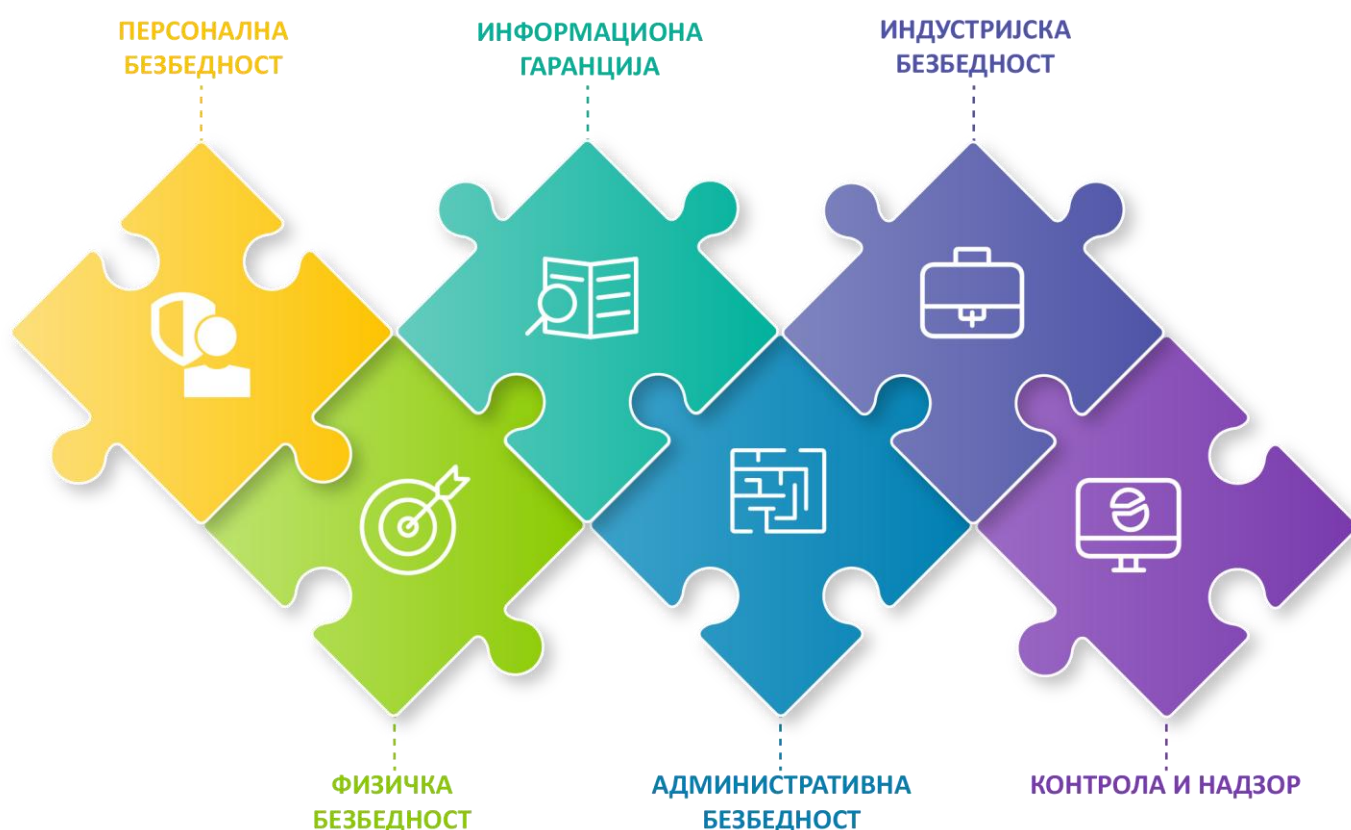 ПЕРСОНАЛНА
БЕЗБЕДНОСТ
ИНФОРМАЦИОНА
ГАРАНЦИЈА
ИНДУСТРИЈСКА
БЕЗБЕДНОСТ
ФИЗИЧКА
БЕЗБЕДНОСТ
АДМИНИСТРАТИВНА
БЕЗБЕДНОСТ
КОНТРОЛА И НАДЗОР